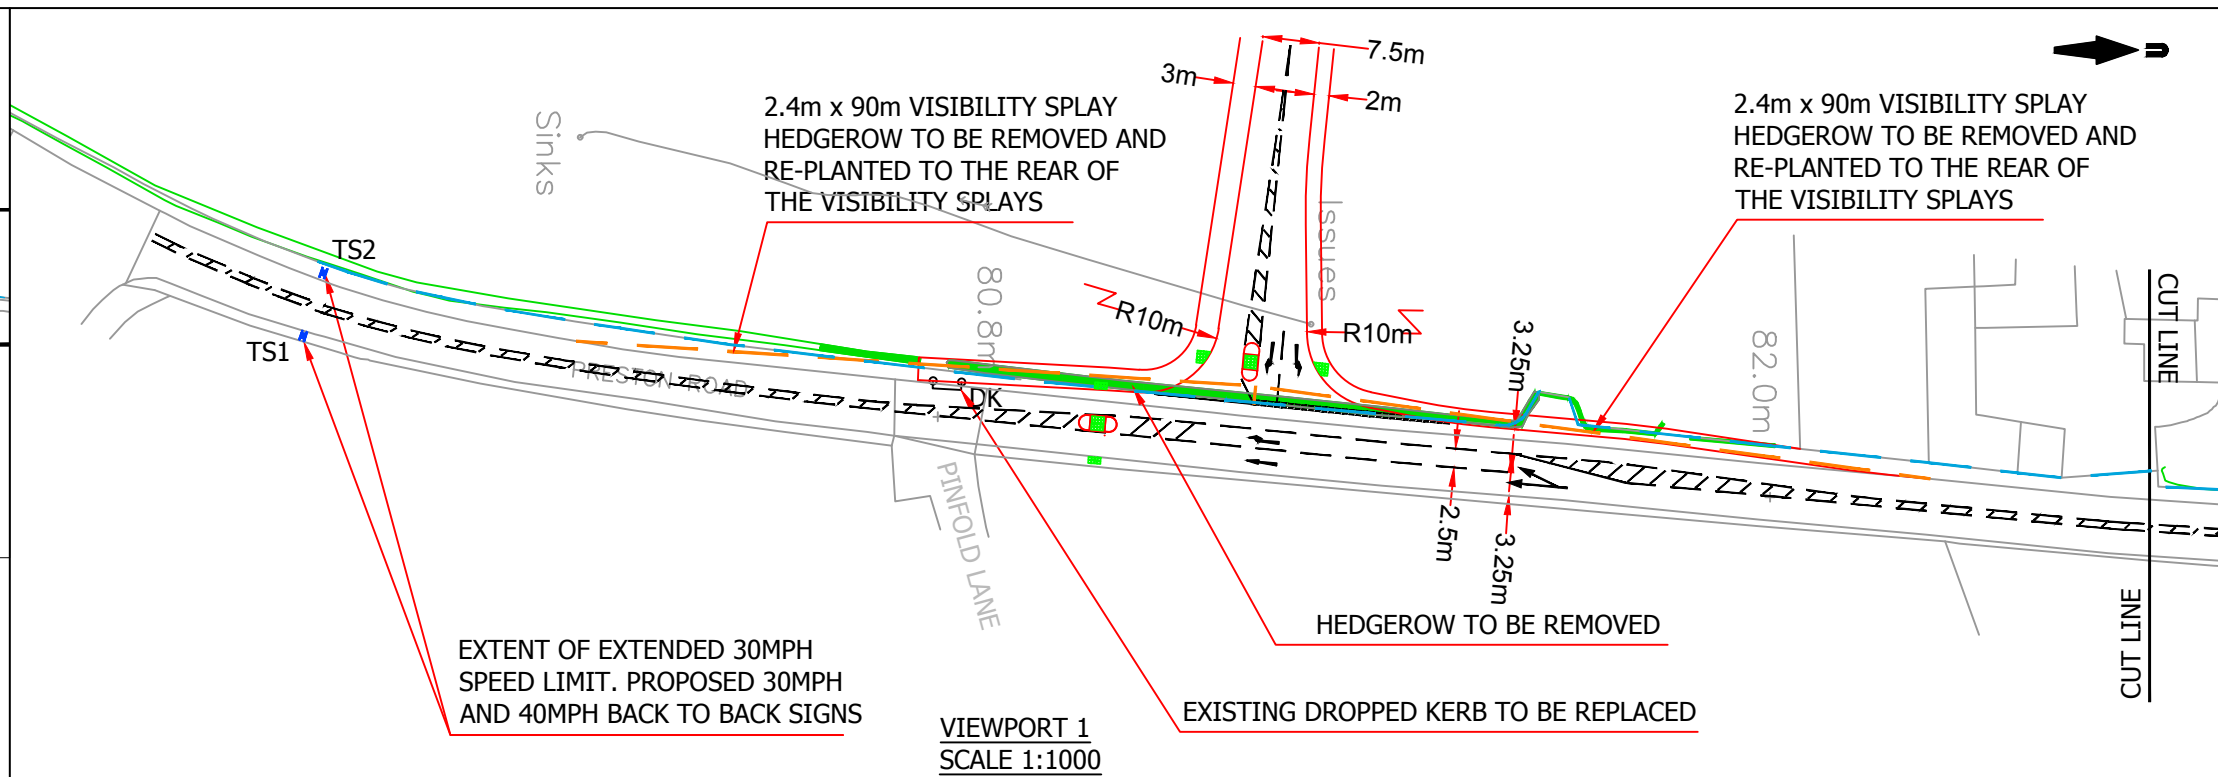 7.5m
3m
2m
2.4m x 90m VISIBILITY SPLAY
HEDGEROW TO BE REMOVED AND
RE-PLANTED TO THE REAR OF
THE VISIBILITY SPLAYS
2.4m x 90m VISIBILITY SPLAY
HEDGEROW TO BE REMOVED AND
RE-PLANTED TO THE REAR OF
THE VISIBILITY SPLAYS
Sinks
Issues
TS2
TS1
80.8m
R10m
R10m
3.25m
82.0m
CUT LINE
PRESTON ROAD
DK
PINFOLD LANE
2.5m
3.25m
CUT LINE
HEDGEROW TO BE REMOVED
EXTENT OF EXTENDED 30MPH
SPEED LIMIT. PROPOSED 30MPH
AND 40MPH BACK TO BACK SIGNS
EXISTING DROPPED KERB TO BE REPLACED
VIEWPORT 1
SCALE 1:1000